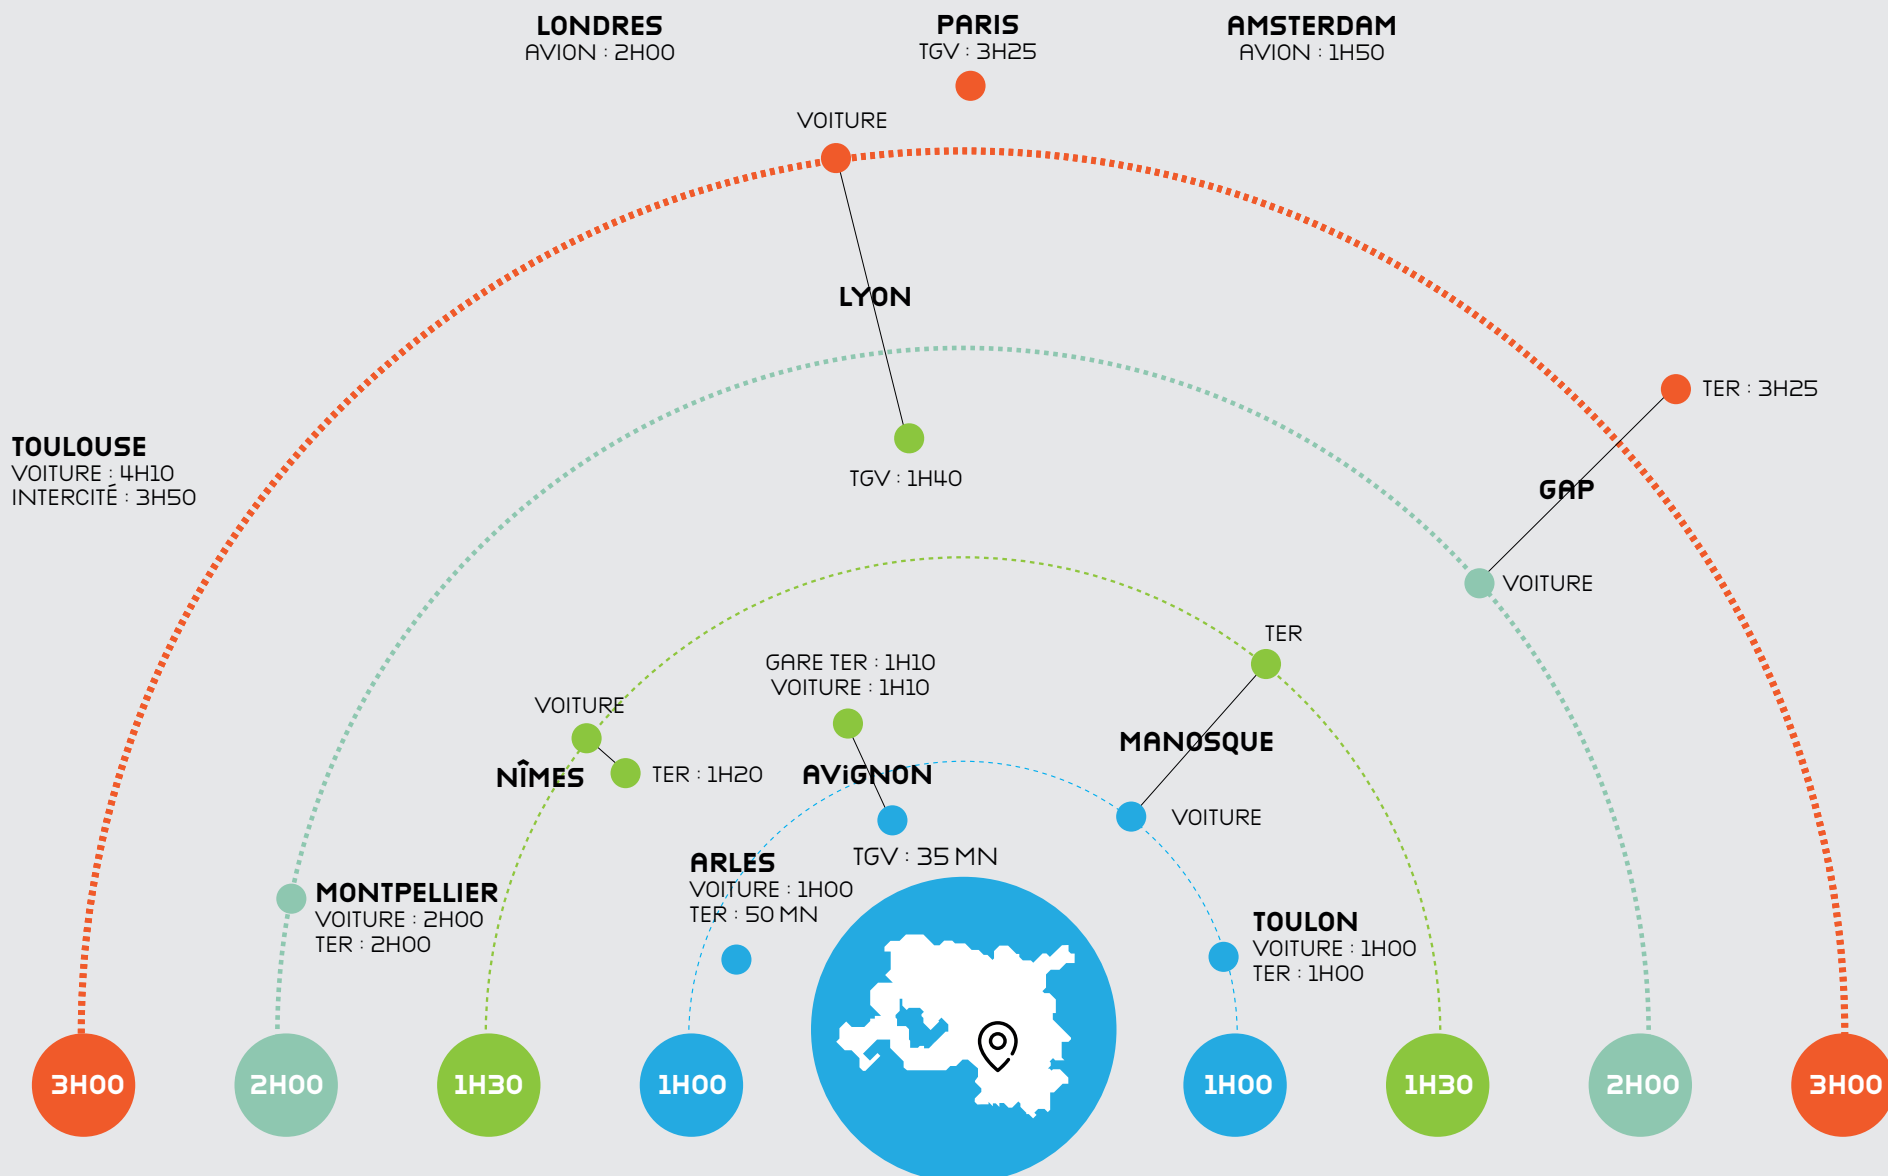 LONDRES
AVION : 2H00
PARIS
TGV : 3H25
AMSTERDAM
AVION : 1H50
VOITURE
LYON
TGV : 1H40
TER : 3H25
GAP
VOITURE
TOULOUSE
VOITURE : 4H10
INTERCITÉ : 3H50
TER
GARE TER : 1H10
VOITURE : 1H10
VOITURE
NÎMES
TER : 1H20
AViGNON
TGV : 35 MN
MANOSQUE
VOITURE
ARLES
VOITURE : 1H00
TER : 50 MN
MONTPELLIER
VOITURE : 2H00
TER : 2H00
TOULON
VOITURE : 1H00
TER : 1H00
3H00
2H00
1H30
1H00
1H00
1H30
2H00
3H00